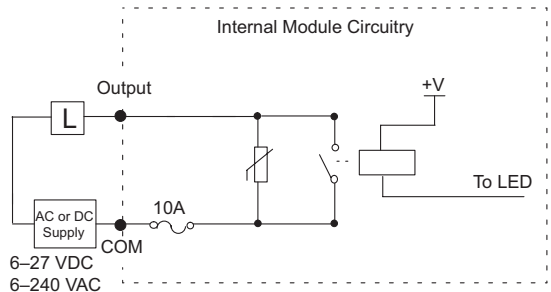 Internal Module Circuitry
+V
Output
L
To LED
10A
AC or DC
Supply
COM
6–27 VDC
6–240 VAC